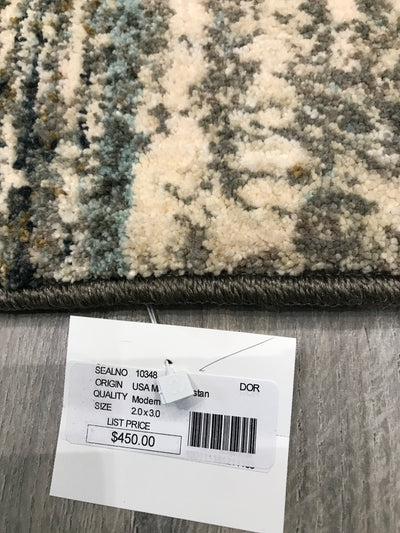 SEALNO 10348 DOR
ORIGIN USA
QUALITY Modern
SIZE 2.0 x 3.0
LIST PRICE
$450.00